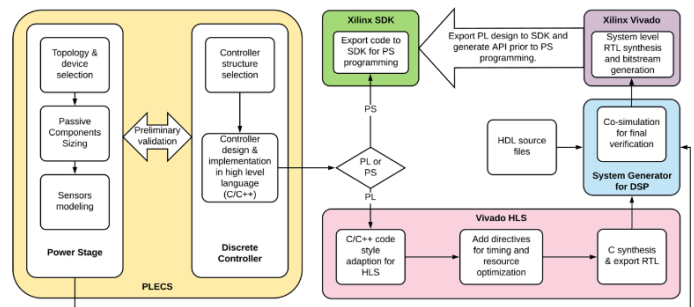 Topology &
device
selection
Passive
Components
Sizing
Sensors
modeling
Power Stage
Preliminary
validation
Controller
structure
selection
Controller
design &
implementation
in high level
language
(C/C++)
Discrete
Controller
PLECS
Xilinx SDK
Export code to
SDK for PS
programming
Export PL design to SDK and
generate API prior to PS
programming.
Xilinx Vivado
System level
RTL synthesis
and bitstream
generation
PS
PL or
PS
PL
HDL source
files
Co-simulation
for final
verification
System Generator
for DSP
Vivado HLS
C/C++ code
style
adaption for
HLS
Add directives
for timing and
resource
optimization
C synthesis
& export RTL